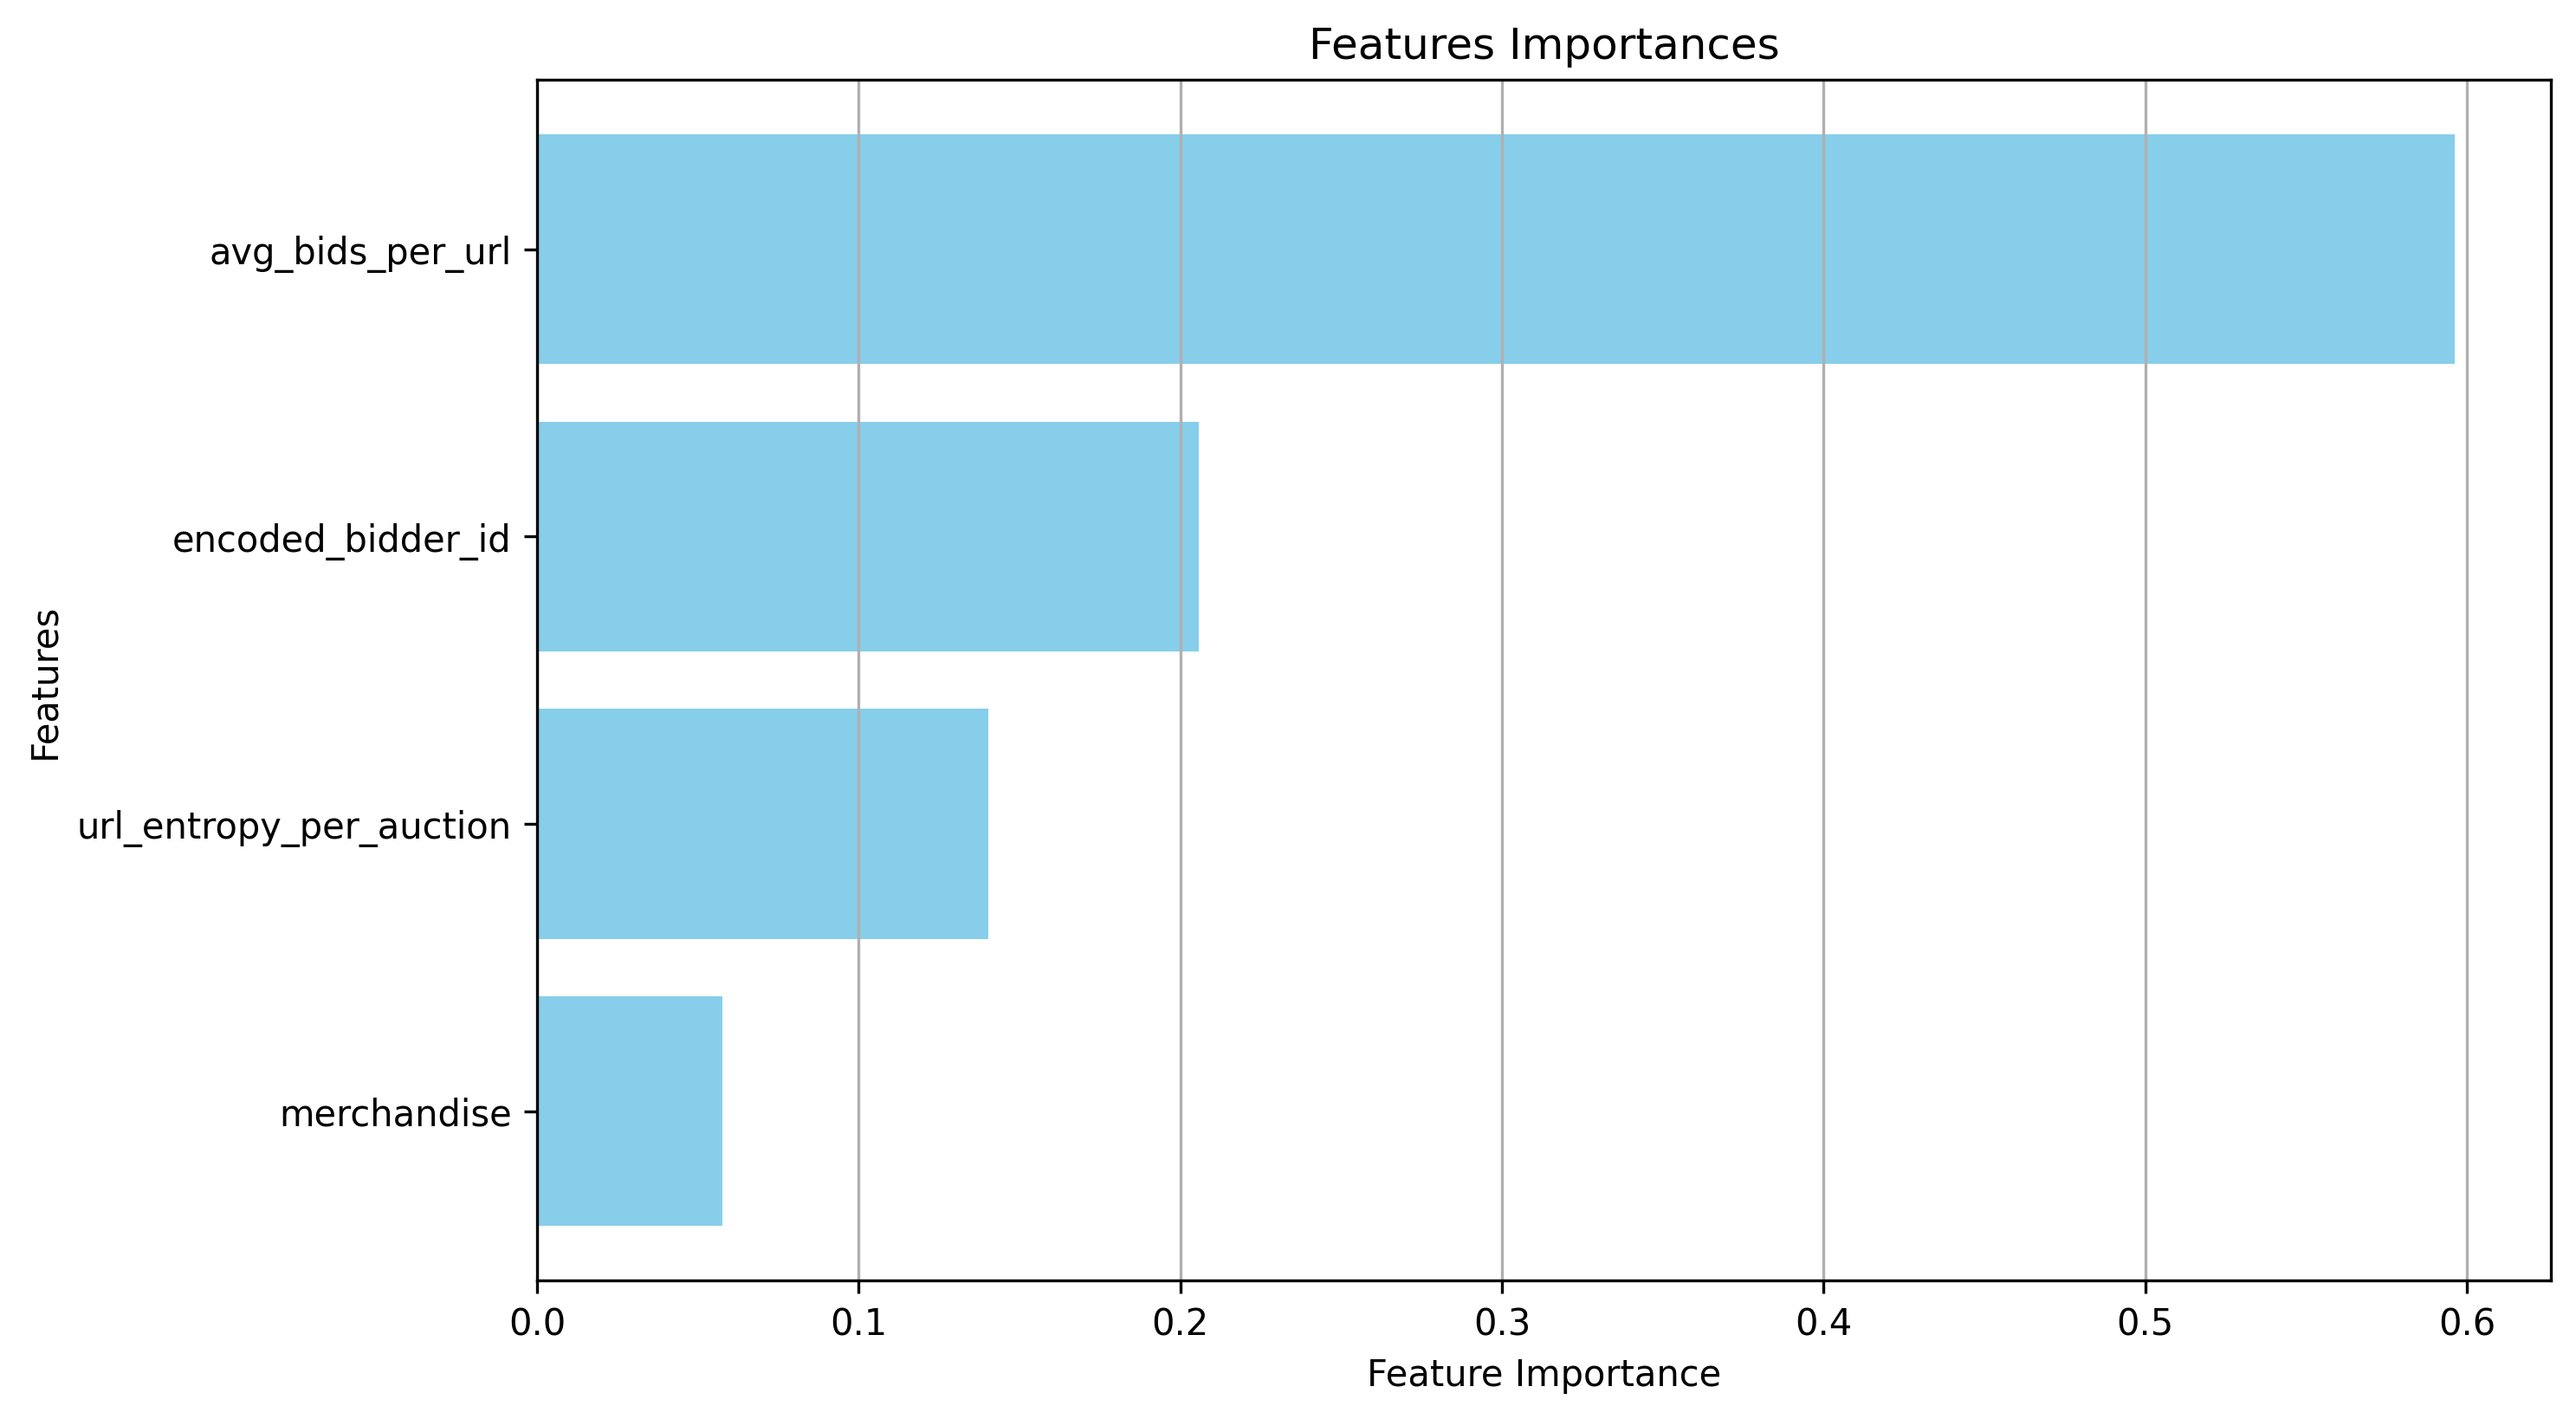 Features Importances
avg_bids_per_url
encoded_bidder_id
url_entropy_per_auction
merchandise
Features
0.0 0.1 0.2 0.3 0.4 0.5 0.6
Feature Importance